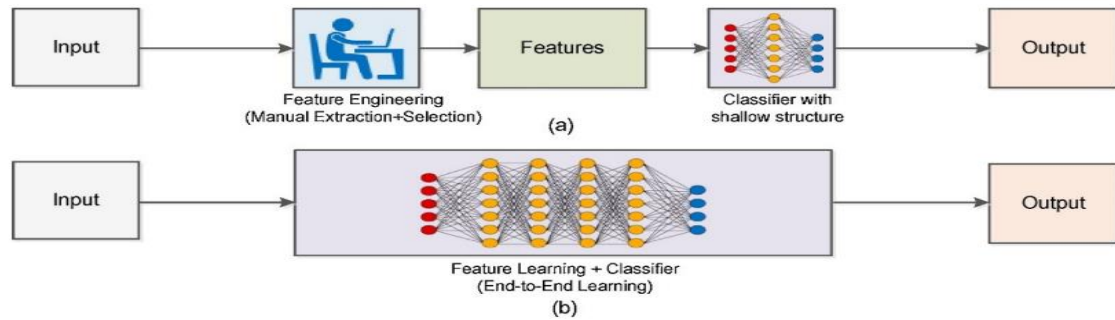 Input
Features
Output
Feature Engineering
(Manual Extraction+Selection)
Classifier with
shallow structure
(a)
Input
Output
Feature Learning + Classifier
(End-to-End Learning)
(b)